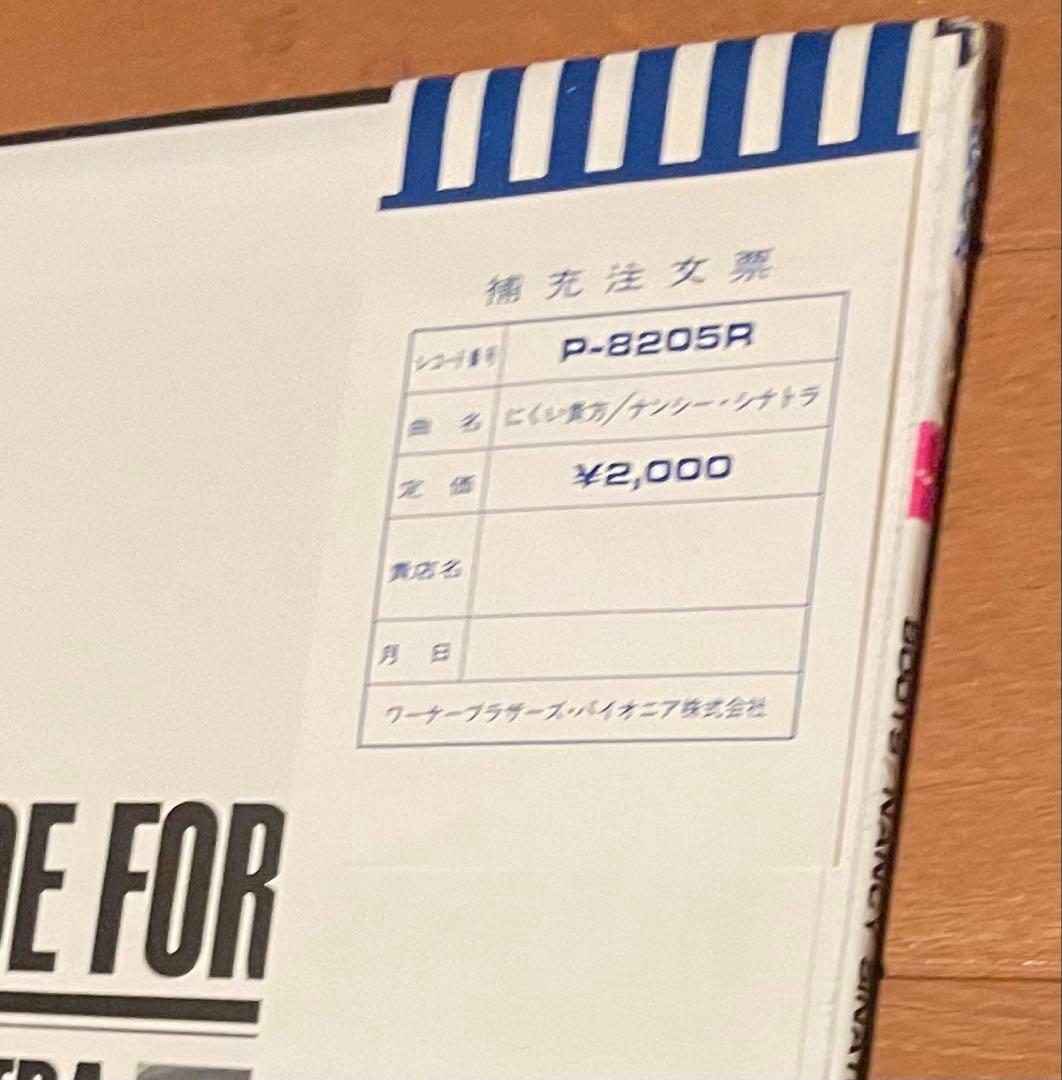 補充注文票
レコード番号 P-8205R
曲名 にくい貴方/ナンシー・シナトラ
定価 ¥2,000
貴店名
月日
ワーナーブラザーズ・パイオニア株式会社
DE FOR
TRA
BOOTS/NANCY SINAT